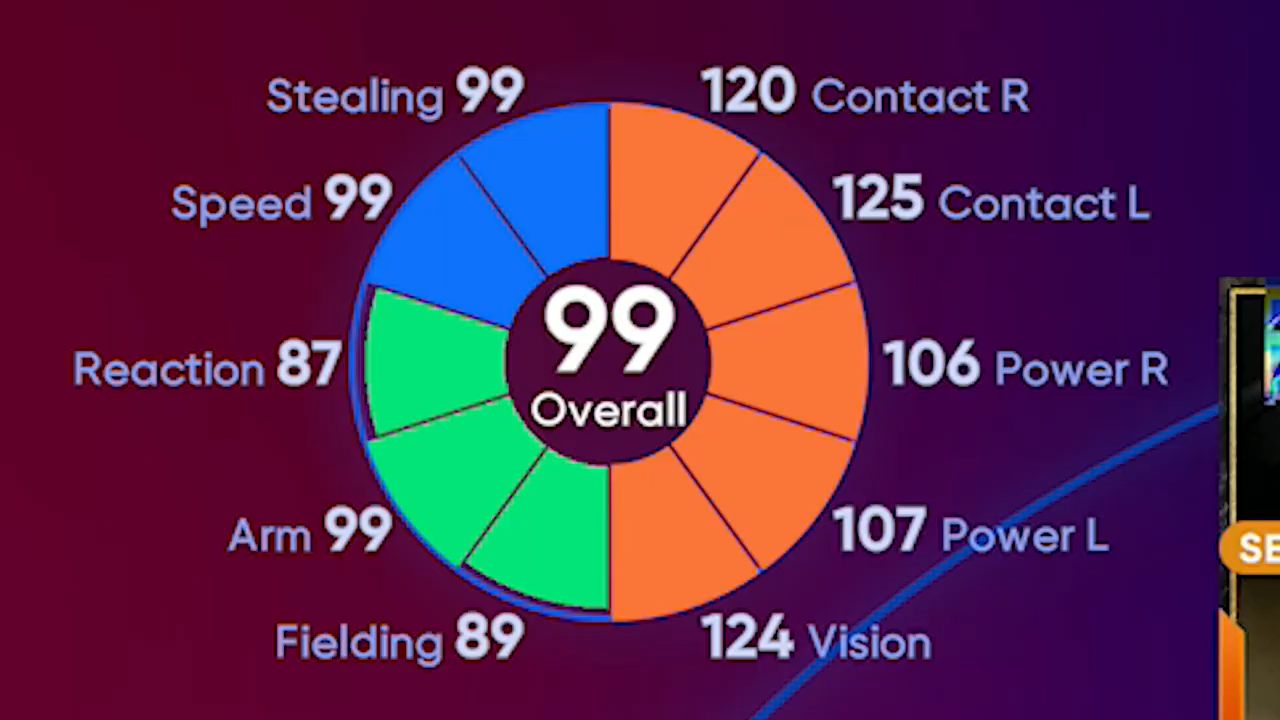 Stealing 99
120 Contact R
Speed 99
125 Contact L
99
Overall
Reaction 87
106 Power R
Arm 99
107 Power L
SE
Fielding 89
124 Vision